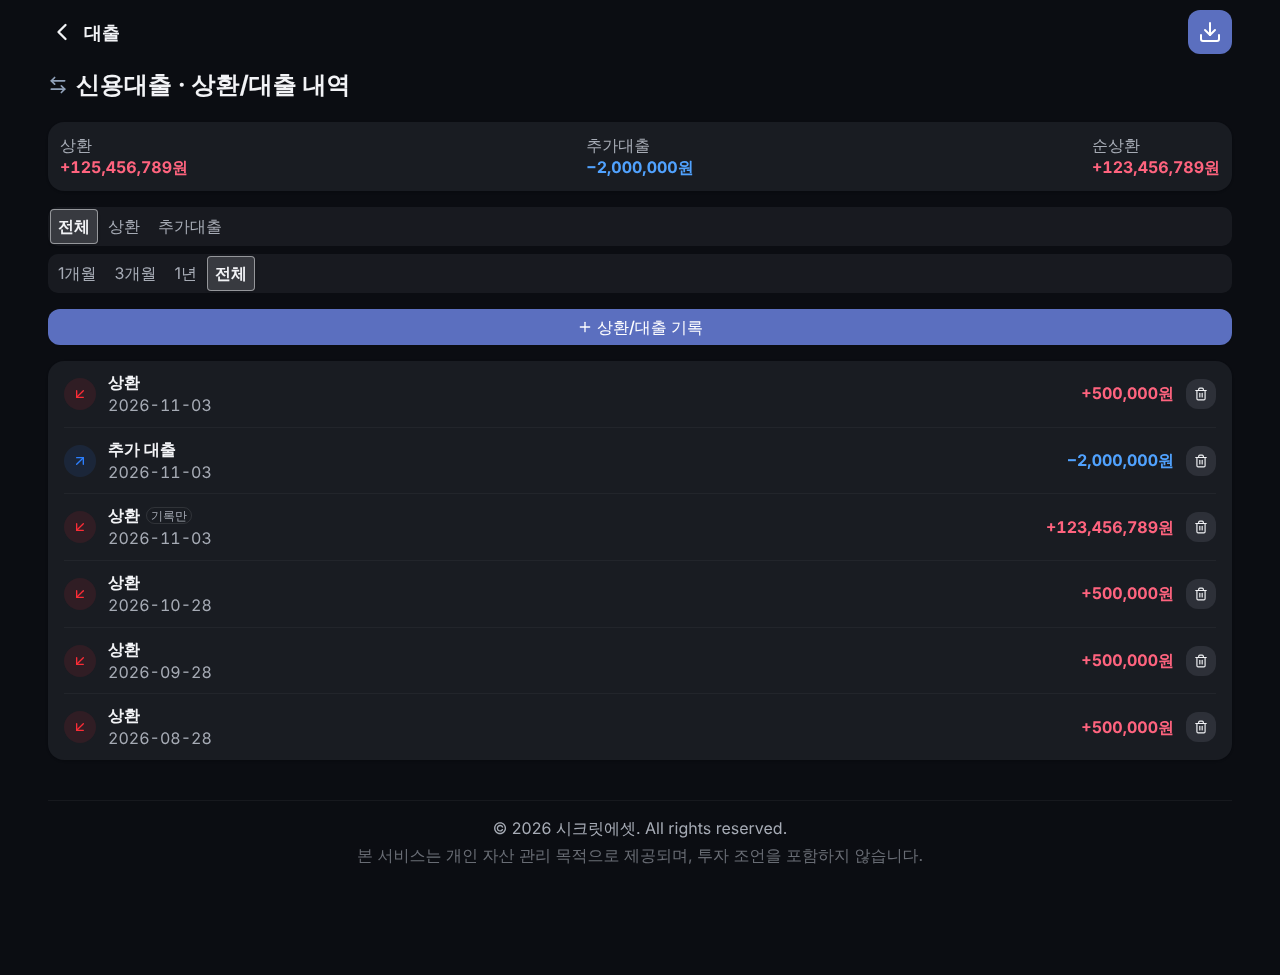 대출
신용대출 · 상환/대출 내역
상환 추가대출 순상환
+125,456,789원 −2,000,000원 +123,456,789원
전체 상환 추가대출
1개월 3개월 1년 전체
+ 상환/대출 기록
상환
2026-11-03
+500,000원
추가 대출
2026-11-03
−2,000,000원
상환 기록만
2026-11-03
+123,456,789원
상환
2026-10-28
+500,000원
상환
2026-09-28
+500,000원
상환
2026-08-28
+500,000원
© 2026 시크릿에셋. All rights reserved.
본 서비스는 개인 자산 관리 목적으로 제공되며, 투자 조언을 포함하지 않습니다.